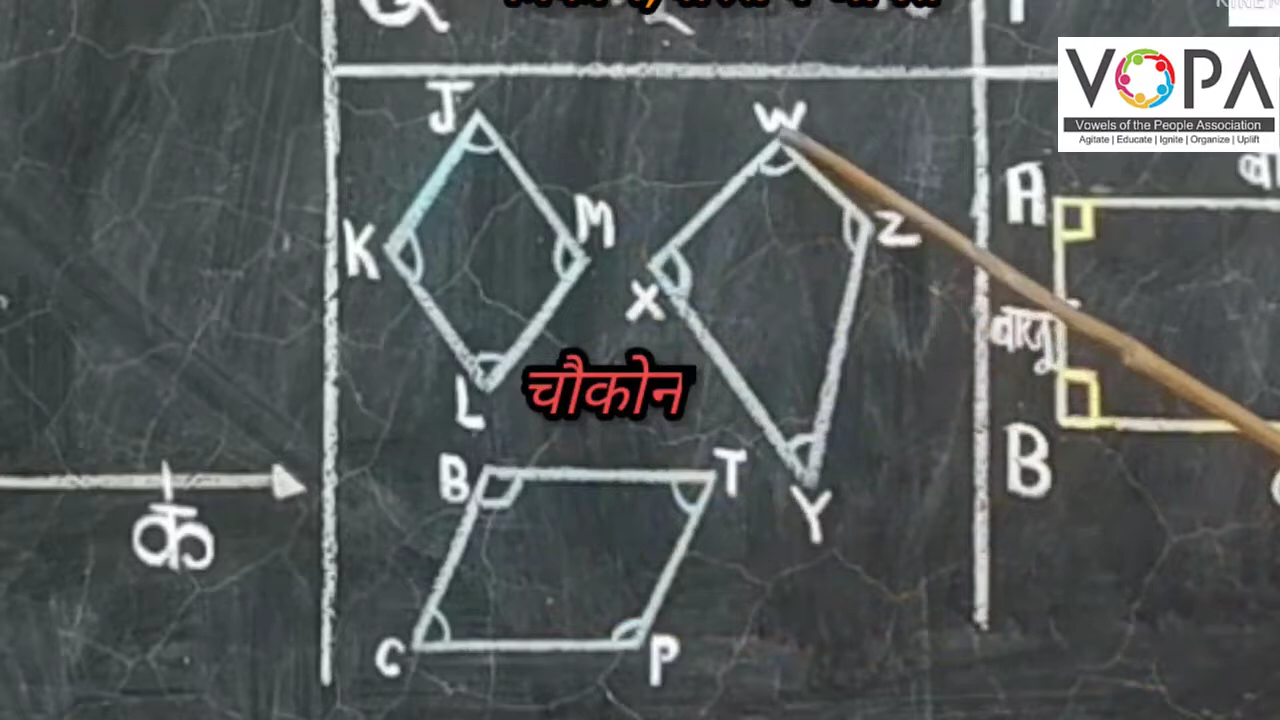 VOPA
Vowels of the People Association
Agitate | Educate | Ignite | Organize | Uplift
J
W
A
K
M
X
Z
बाजू
L
चौकोन
B
T
Y
B
क
C
P